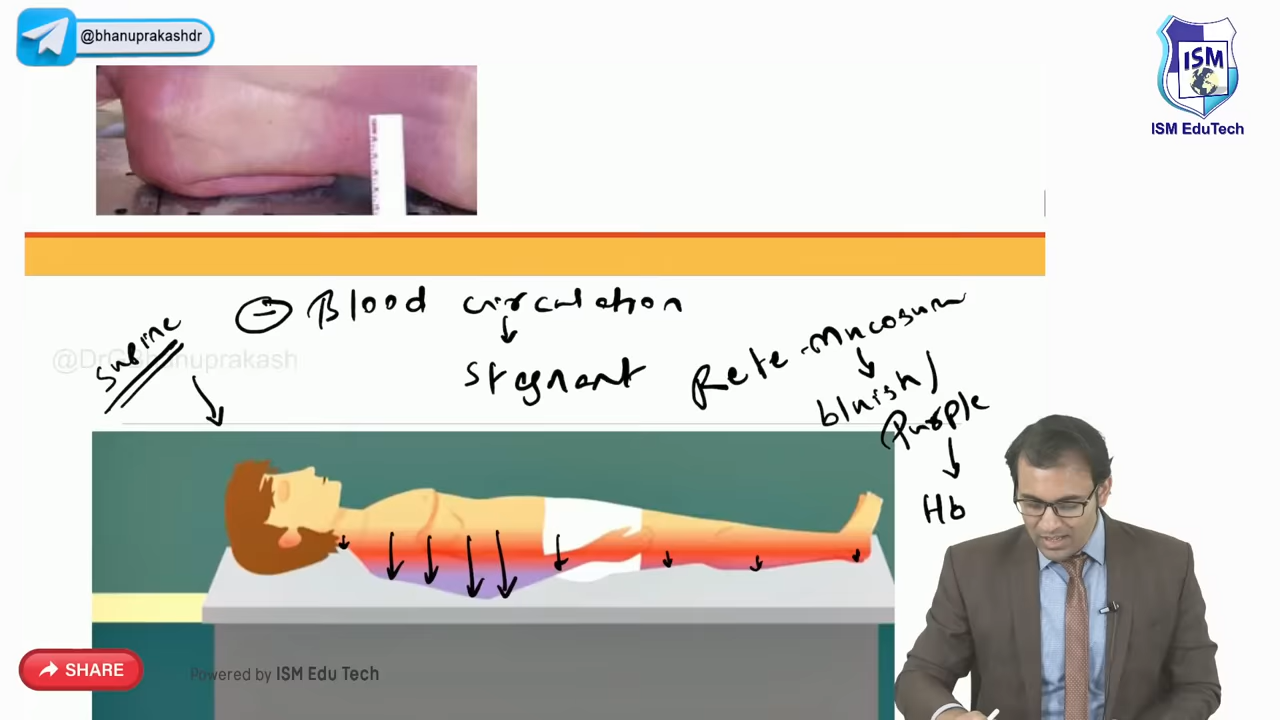 @bhanuprakashdr
ISM
ISM EduTech
⊖ Blood circulation
↓
Stagnant
Supine
Rete-Mucosum
↓
bluish /
Purple
↓
Hb
SHARE
Powered by ISM Edu Tech